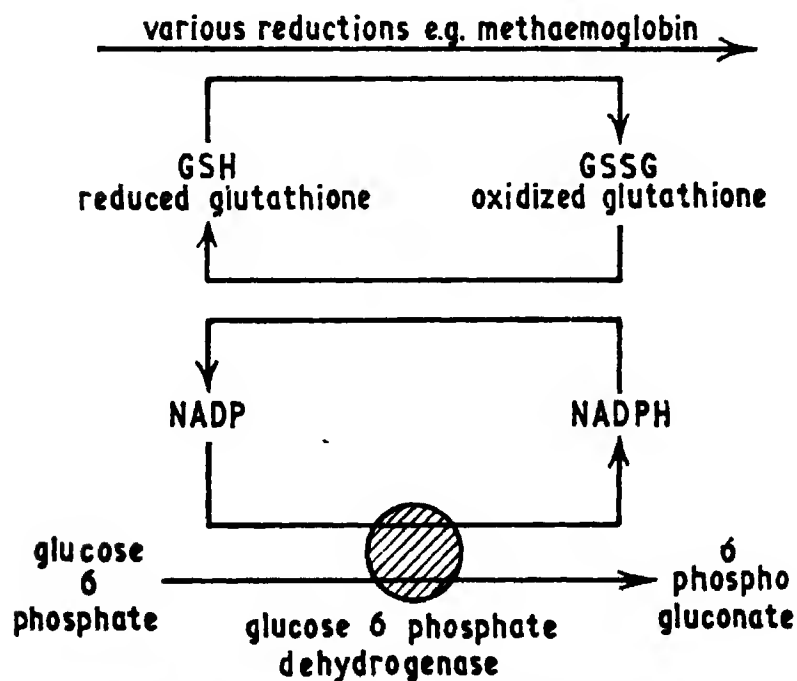 various reductions e.g. methaemoglobin
GSH
reduced glutathione
GSSG
oxidized glutathione
NADP
NADPH
glucose
6
phosphate
glucose 6 phosphate
dehydrogenase
6
phospho
gluconate